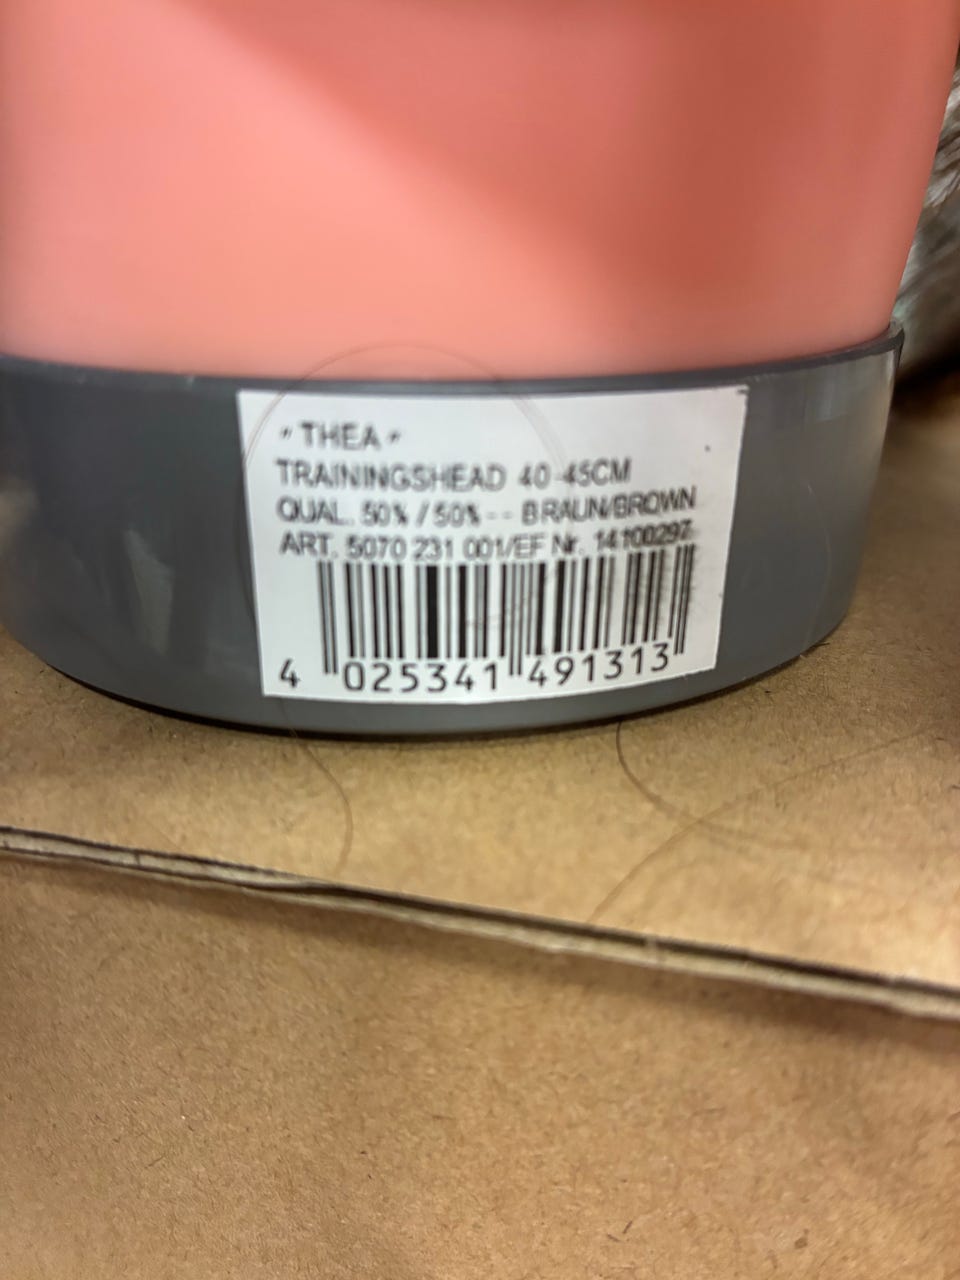 " THEA "
TRAININGSHEAD 40-45CM
QUAL. 50% / 50% - - BRAUN/BROWN
ART. 5070 231 001/EF Nr. 14100297
4 025341 491313